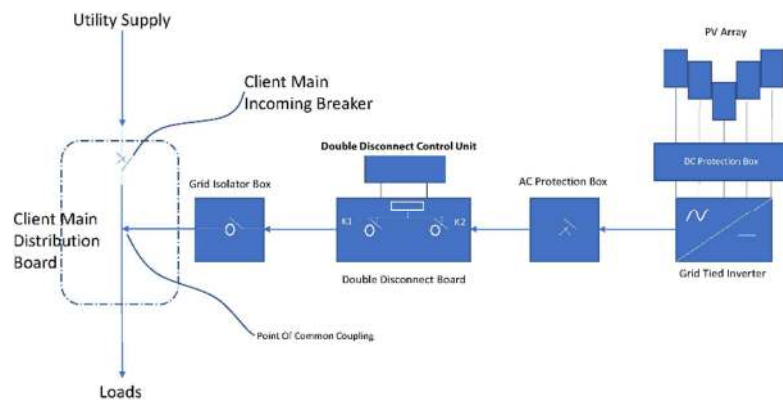 Utility Supply
PV Array
Client Main
Incoming Breaker
Double Disconnect Control Unit
DC Protection Box
Grid Isolator Box
AC Protection Box
K1
K2
Client Main
Distribution
Board
Double Disconnect Board
Grid Tied Inverter
Point Of Common Coupling
Loads